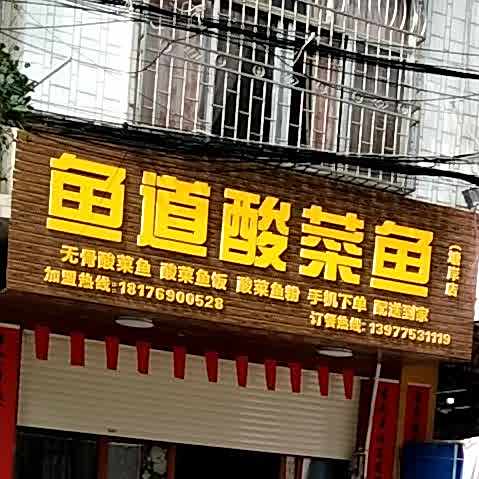 鱼道酸菜鱼
(塘岸店)
无骨酸菜鱼 酸菜鱼饭 酸菜鱼粉 手机下单 配送到家
加盟热线:18176900528
订餐热线:13977531119